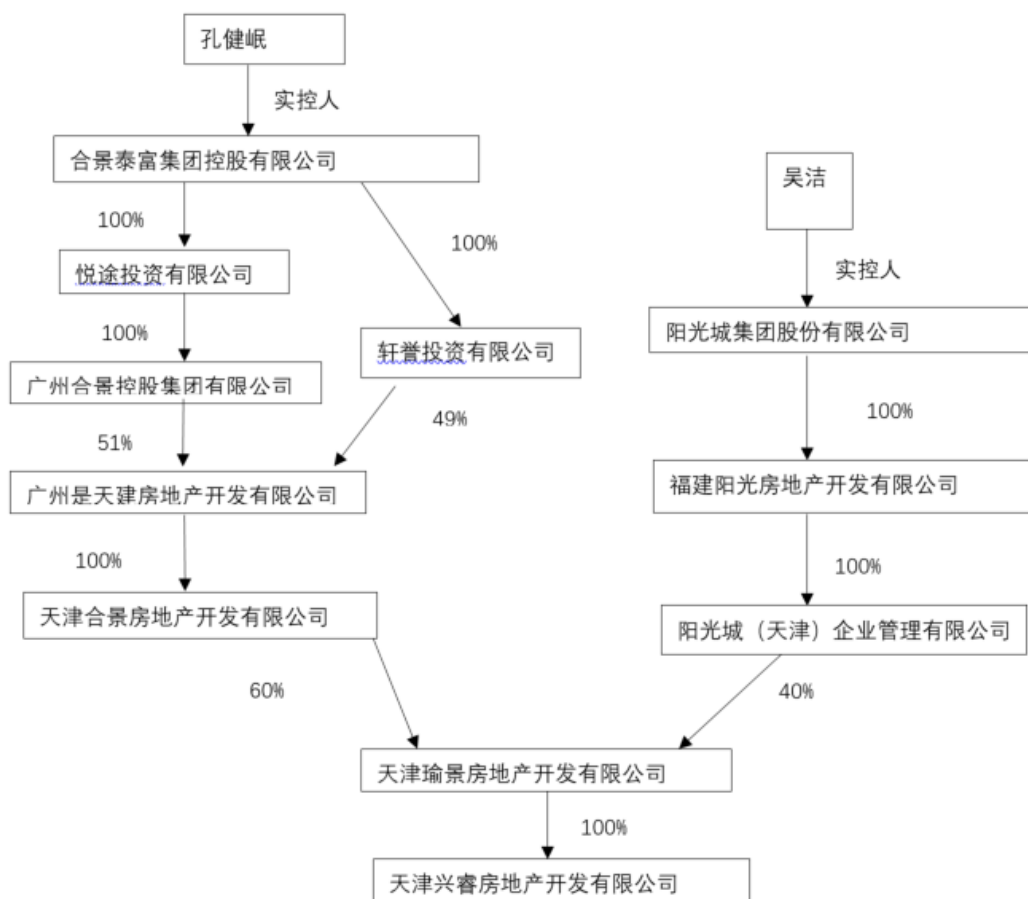 孔健岷
实控人
合景泰富集团控股有限公司
吴洁
100%
100%
实控人
悦途投资有限公司
阳光城集团股份有限公司
100%
轩誉投资有限公司
广州合景控股集团有限公司
100%
49%
51%
广州是天建房地产开发有限公司
福建阳光房地产开发有限公司
100%
100%
天津合景房地产开发有限公司
阳光城（天津）企业管理有限公司
60%
40%
天津瑜景房地产开发有限公司
100%
天津兴睿房地产开发有限公司